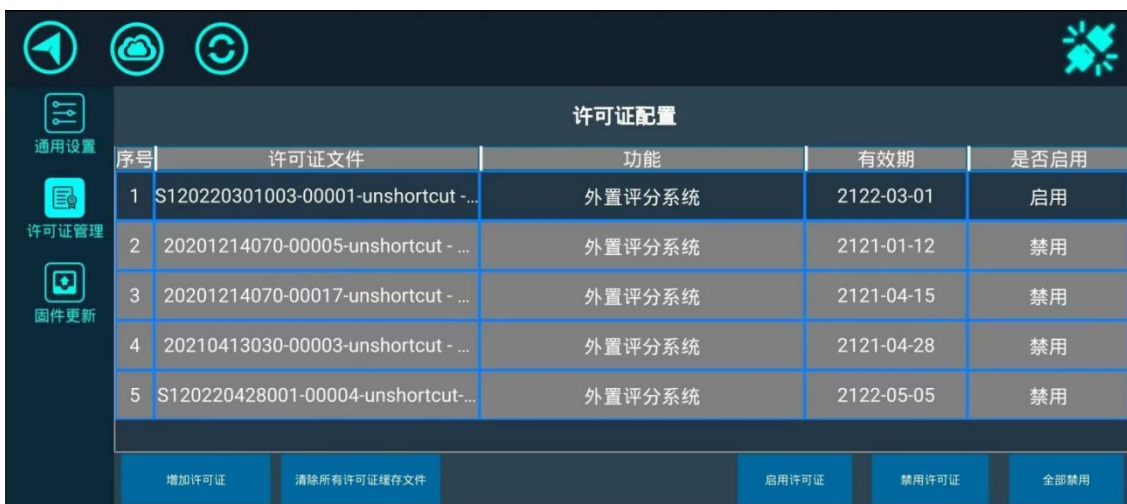 许可证配置
通用设置
序号 许可证文件 功能 有效期 是否启用
1 S120220301003-00001-unshortcut -... 外置评分系统 2122-03-01 启用
许可证管理
2 20201214070-00005-unshortcut - ... 外置评分系统 2121-01-12 禁用
3 20201214070-00017-unshortcut - ... 外置评分系统 2121-04-15 禁用
固件更新
4 20210413030-00003-unshortcut - ... 外置评分系统 2121-04-28 禁用
5 S120220428001-00004-unshortcut-... 外置评分系统 2122-05-05 禁用
增加许可证 清除所有许可证缓存文件 启用许可证 禁用许可证 全部禁用